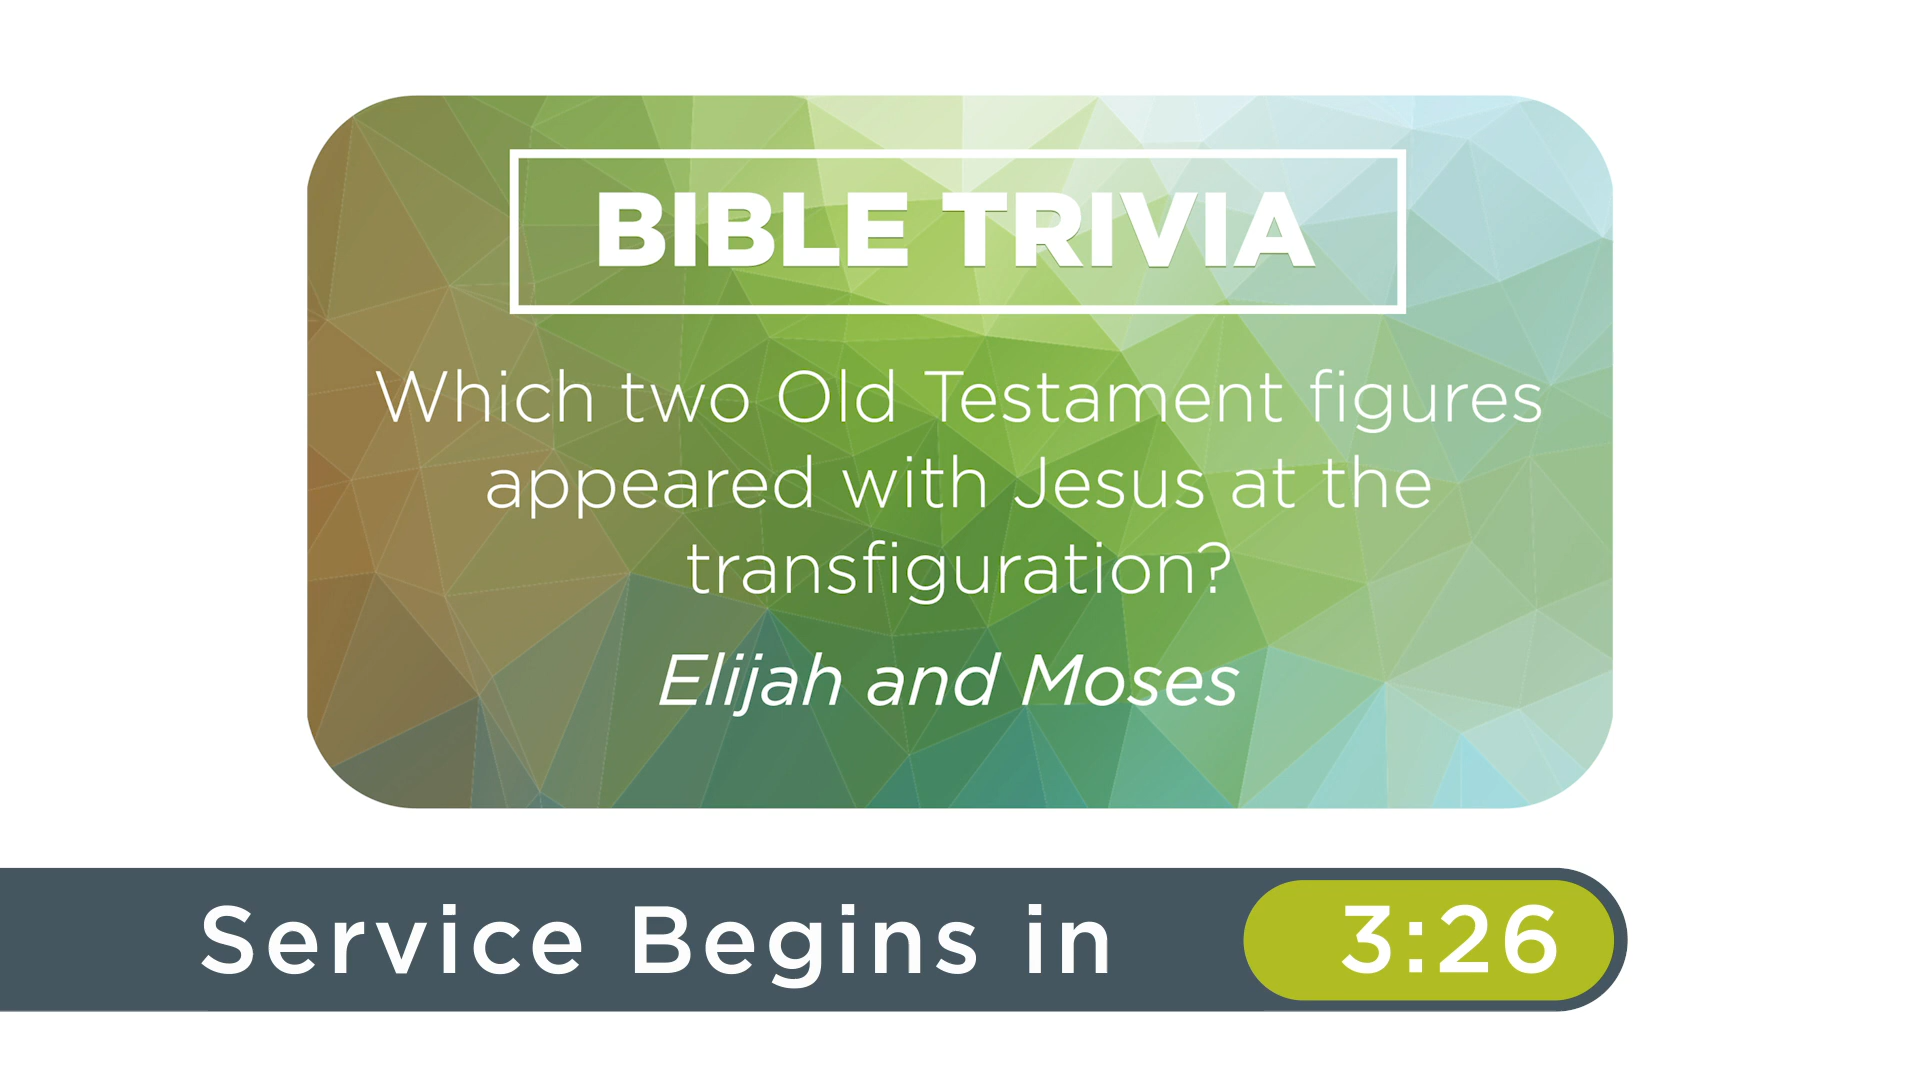 BIBLE TRIVIA
Which two Old Testament figures
appeared with Jesus at the
transfiguration?
Elijah and Moses
Service Begins in 3:26